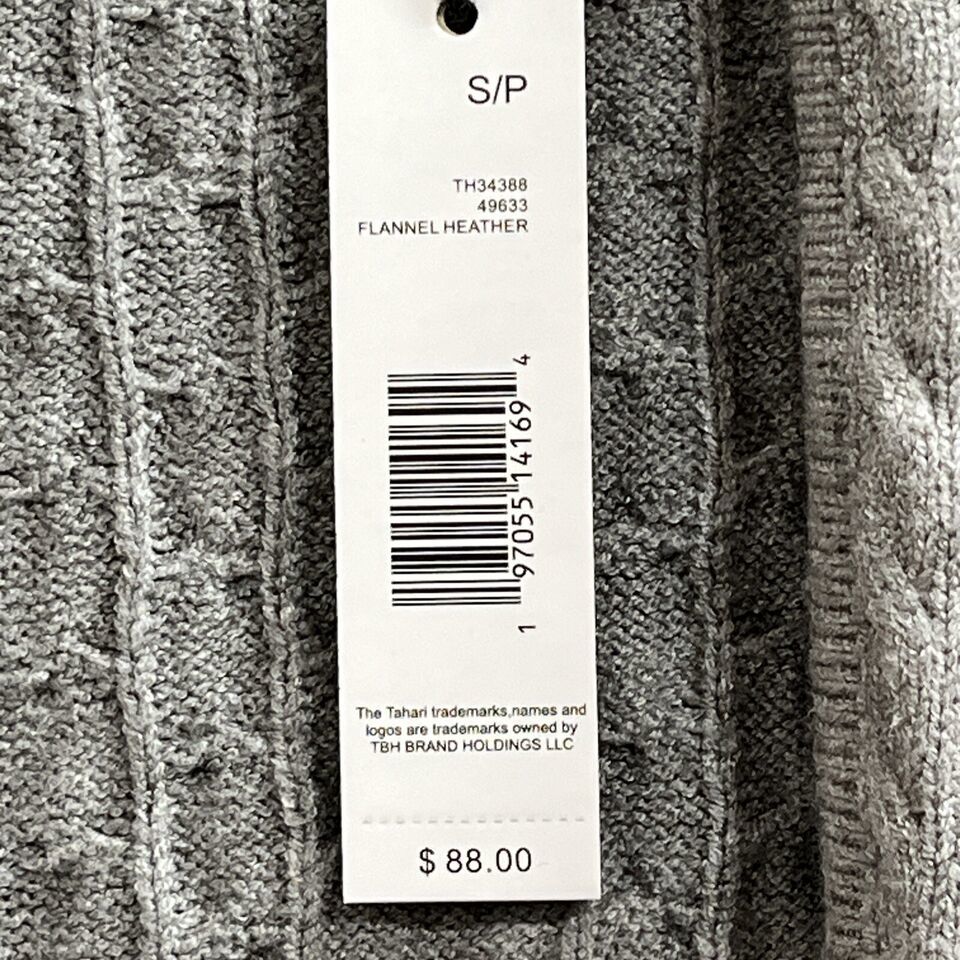 S/P
TH34388
49633
FLANNEL HEATHER
1 97055 14169 4
The Tahari trademarks,names and
logos are trademarks owned by
TBH BRAND HOLDINGS LLC
$ 88.00